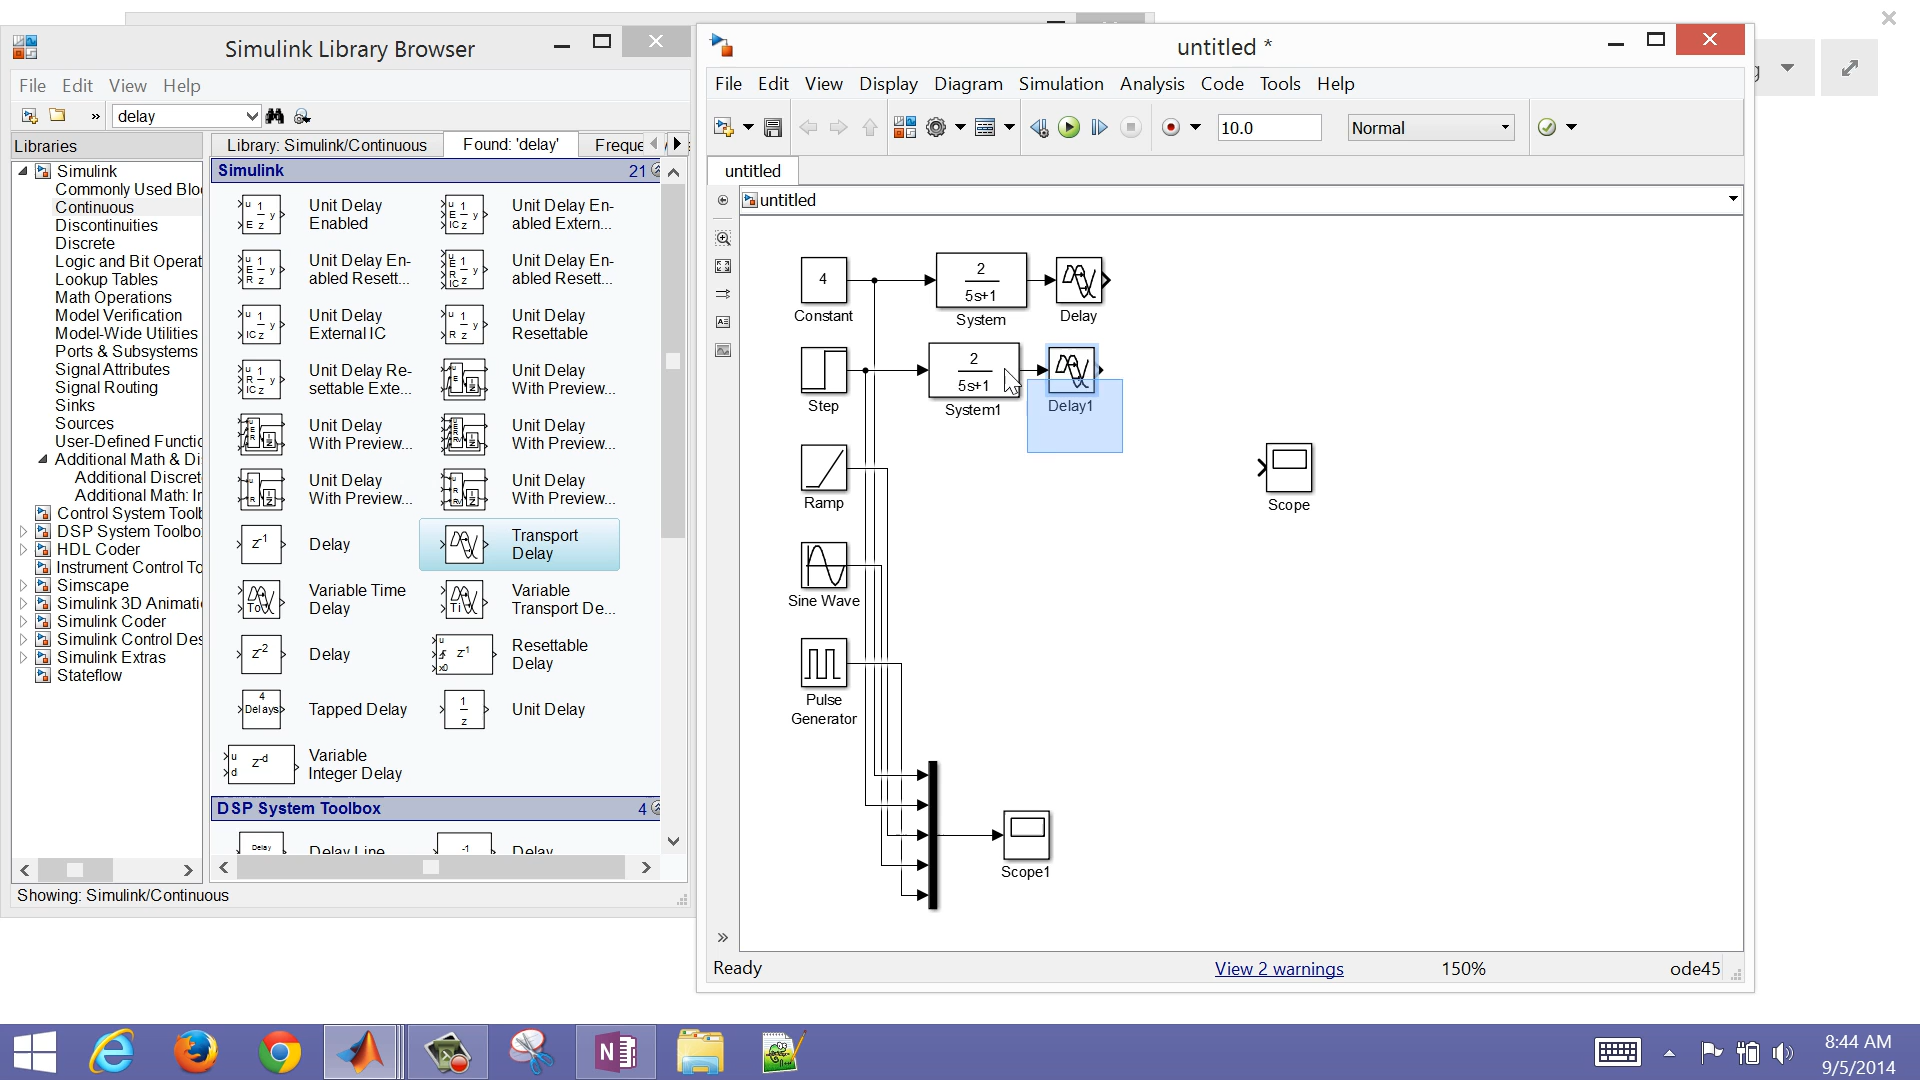 Simulink Library Browser
File Edit View Help
» delay
Libraries
Simulink
Commonly Used Blo
Continuous
Discontinuities
Discrete
Logic and Bit Operat
Lookup Tables
Math Operations
Model Verification
Model-Wide Utilities
Ports & Subsystems
Signal Attributes
Signal Routing
Sinks
Sources
User-Defined Functio
Additional Math & Di
Additional Discret
Additional Math: In
Control System Toolb
DSP System Toolbo
HDL Coder
Instrument Control To
Simscape
Simulink 3D Animati
Simulink Coder
Simulink Control Des
Simulink Extras
Stateflow
Library: Simulink/Continuous Found: 'delay' Freque
Simulink 21
Unit Delay Enabled
Unit Delay En-abled Extern...
Unit Delay En-abled Resett...
Unit Delay En-abled Resett...
Unit Delay External IC
Unit Delay Resettable
Unit Delay Re-settable Exte...
Unit Delay With Preview...
Unit Delay With Preview...
Unit Delay With Preview...
Unit Delay With Preview...
Unit Delay With Preview...
Delay
Transport Delay
Variable Time Delay
Variable Transport De...
Delay
Resettable Delay
4 Delays
Tapped Delay
Unit Delay
Variable Integer Delay
DSP System Toolbox 4
Delay Line
Delay
Showing: Simulink/Continuous
untitled *
File Edit View Display Diagram Simulation Analysis Code Tools Help
10.0 Normal
untitled
untitled
4
Constant
2
5s+1
System
Delay
Step
2
5s+1
System1
Delay1
Ramp
Scope
Sine Wave
Pulse
Generator
Scope1
Ready View 2 warnings 150% ode45
8:44 AM
9/5/2014